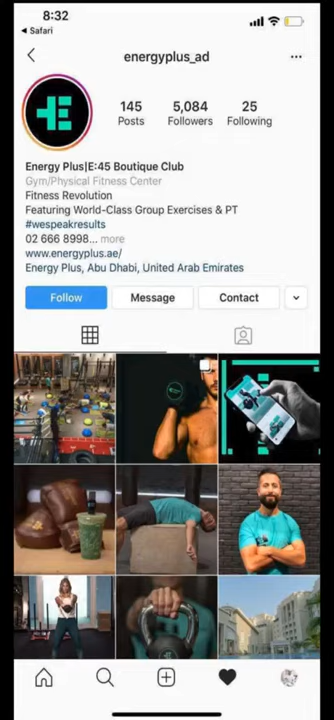 8:32
◀ Safari
energyplus_ad
145 5,084 25
Posts Followers Following
Energy Plus|E:45 Boutique Club
Gym/Physical Fitness Center
Fitness Revolution
Featuring World-Class Group Exercises & PT
#wespeakresults
02 666 8998... more
www.energyplus.ae/
Energy Plus, Abu Dhabi, United Arab Emirates
Follow Message Contact